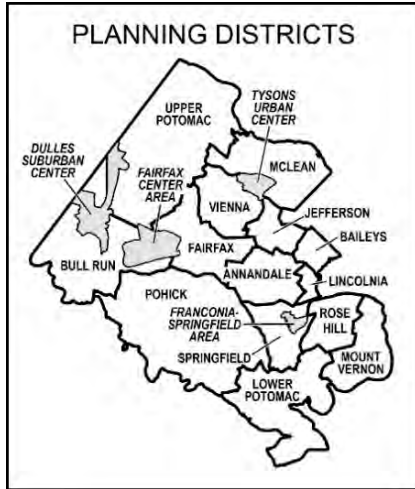 PLANNING DISTRICTS
UPPER
POTOMAC
TYSONS
URBAN
CENTER
DULLES
SUBURBAN
CENTER
FAIRFAX
CENTER
AREA
MCLEAN
VIENNA
JEFFERSON
BAILEYS
FAIRFAX
BULL RUN
ANNANDALE
LINCOLNIA
POHICK
FRANCONIA-
SPRINGFIELD
AREA
ROSE
HILL
SPRINGFIELD
MOUNT
VERNON
LOWER
POTOMAC